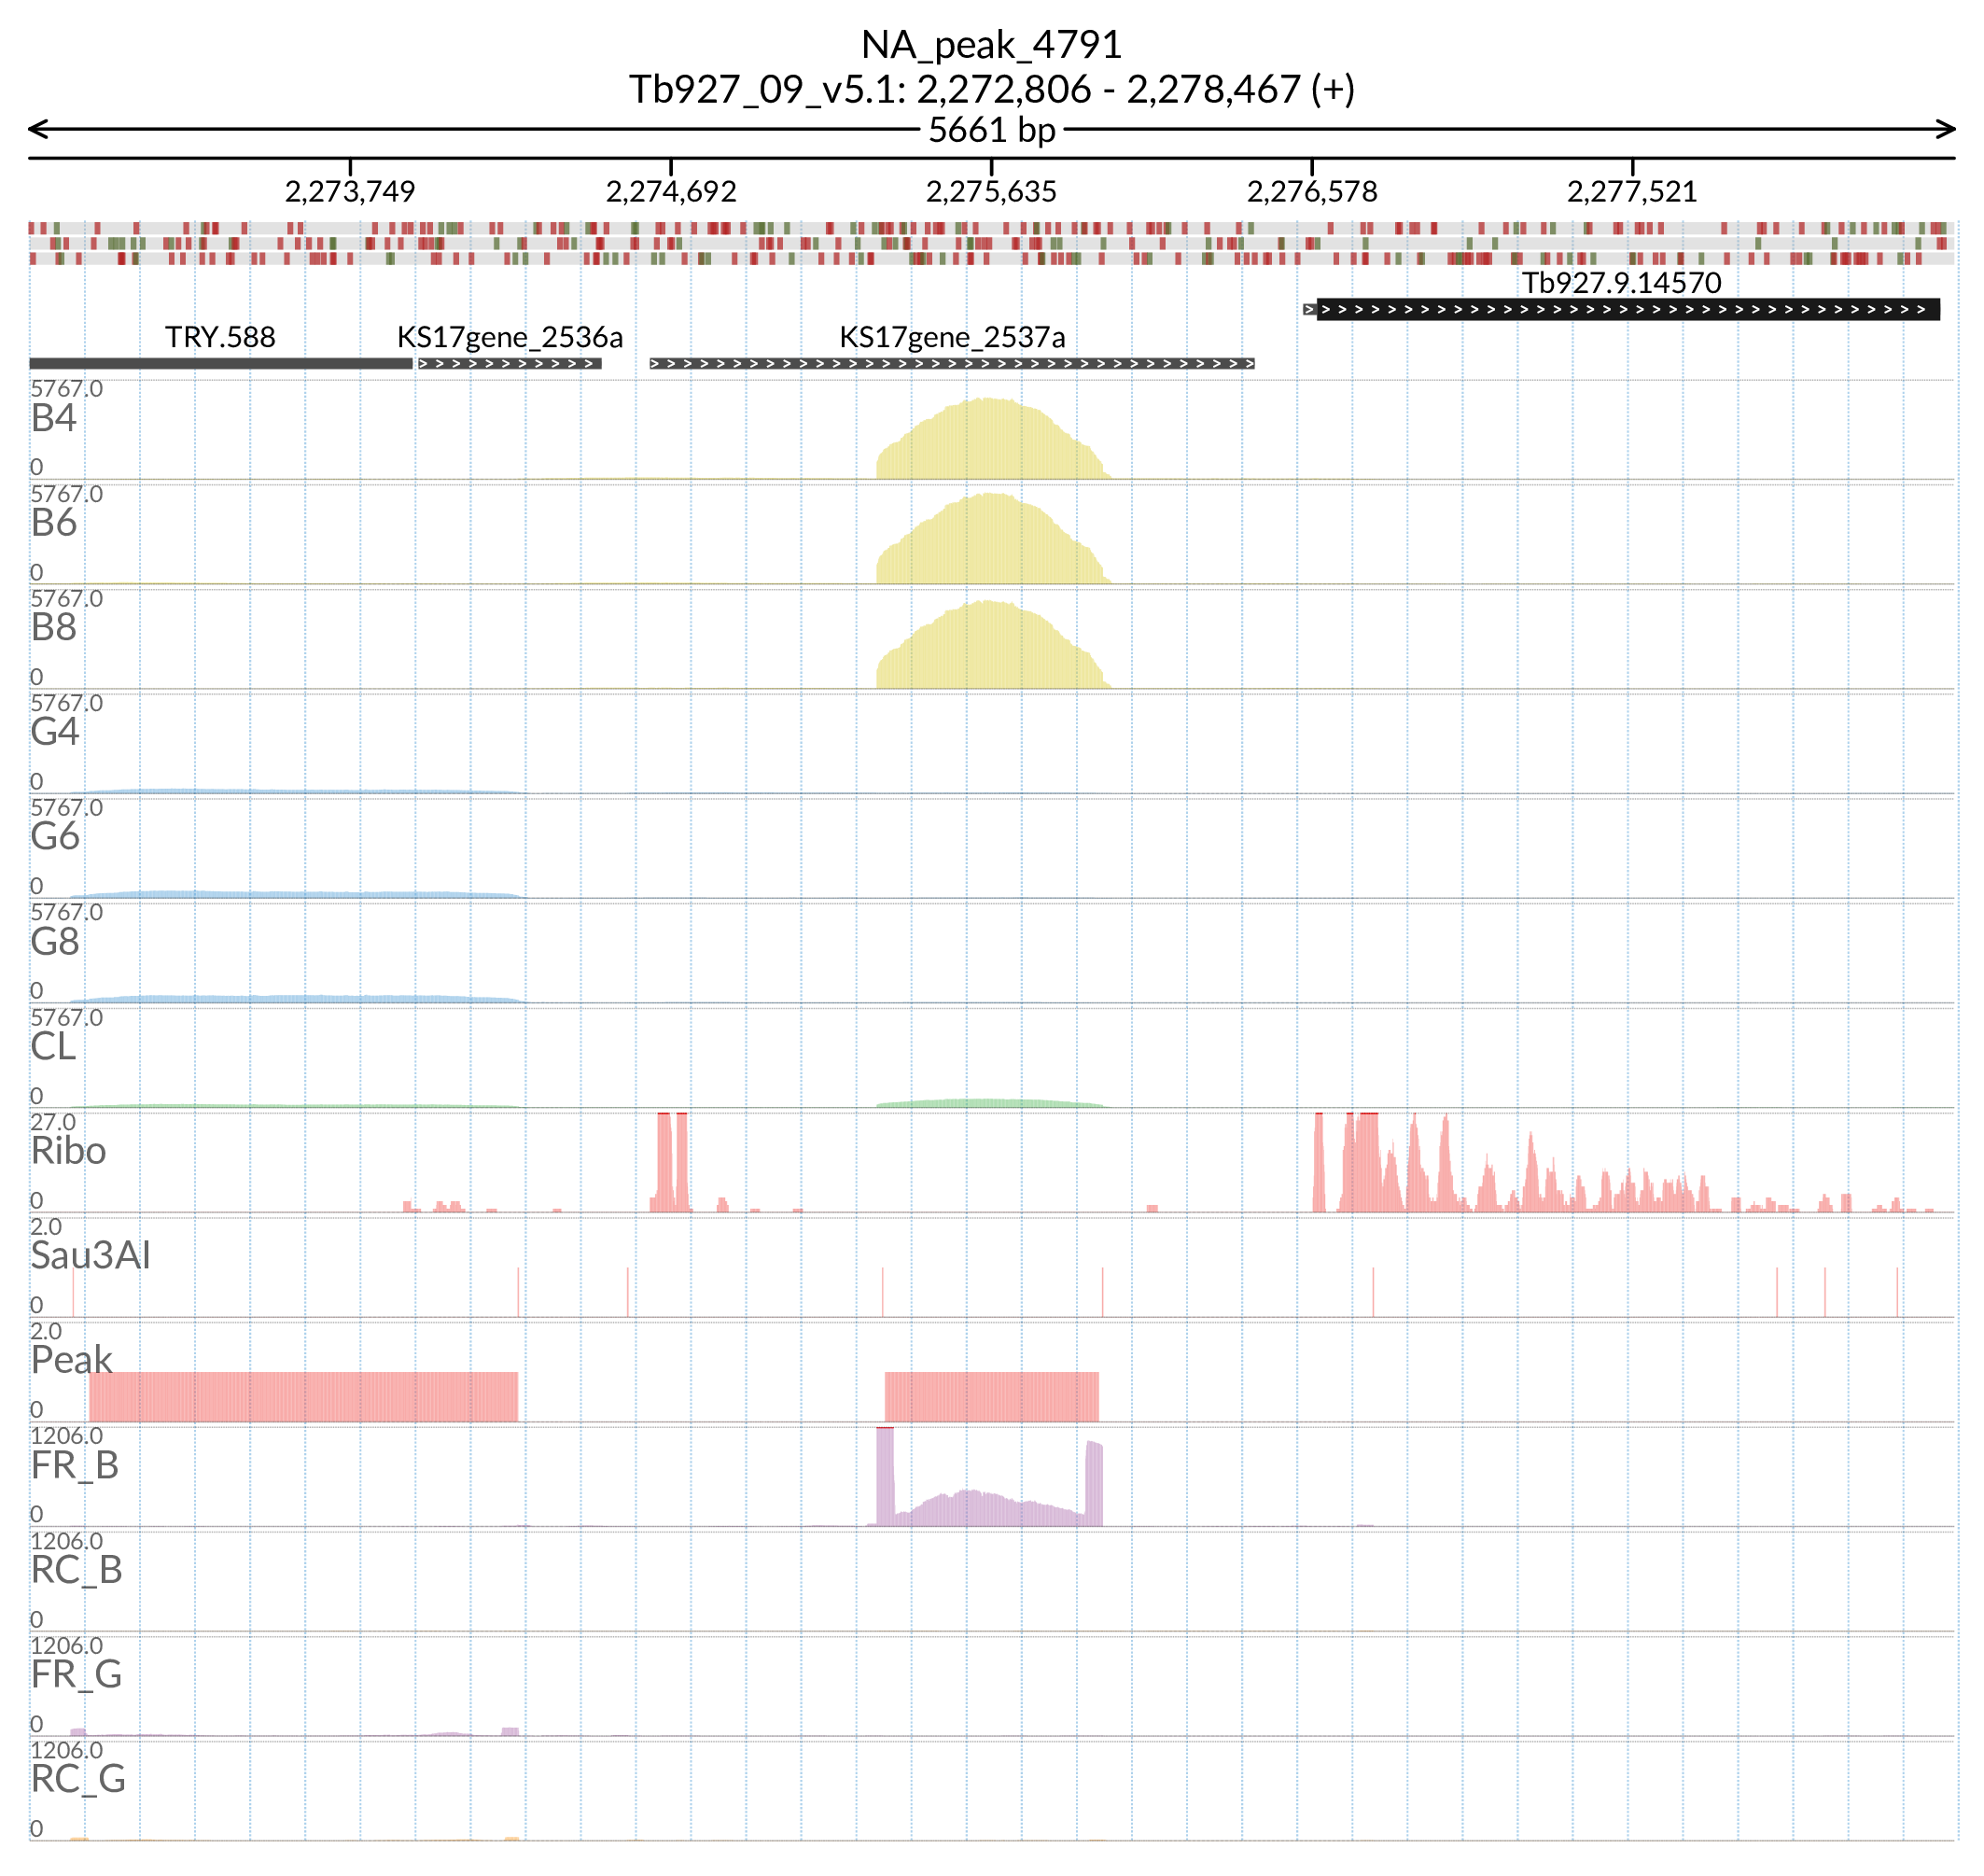 NA_peak_4791
Tb927_09_v5.1: 2,272,806 - 2,278,467 (+)
5661 bp
2,273,749 2,274,692 2,275,635 2,276,578 2,277,521
Tb927.9.14570
TRY.588 KS17gene_2536a KS17gene_2537a
5767.0
B4
0
5767.0
B6
0
5767.0
B8
0
5767.0
G4
0
5767.0
G6
0
5767.0
G8
0
5767.0
CL
0
27.0
Ribo
0
2.0
Sau3AI
0
2.0
Peak
0
1206.0
FR_B
0
1206.0
RC_B
0
1206.0
FR_G
0
1206.0
RC_G
0